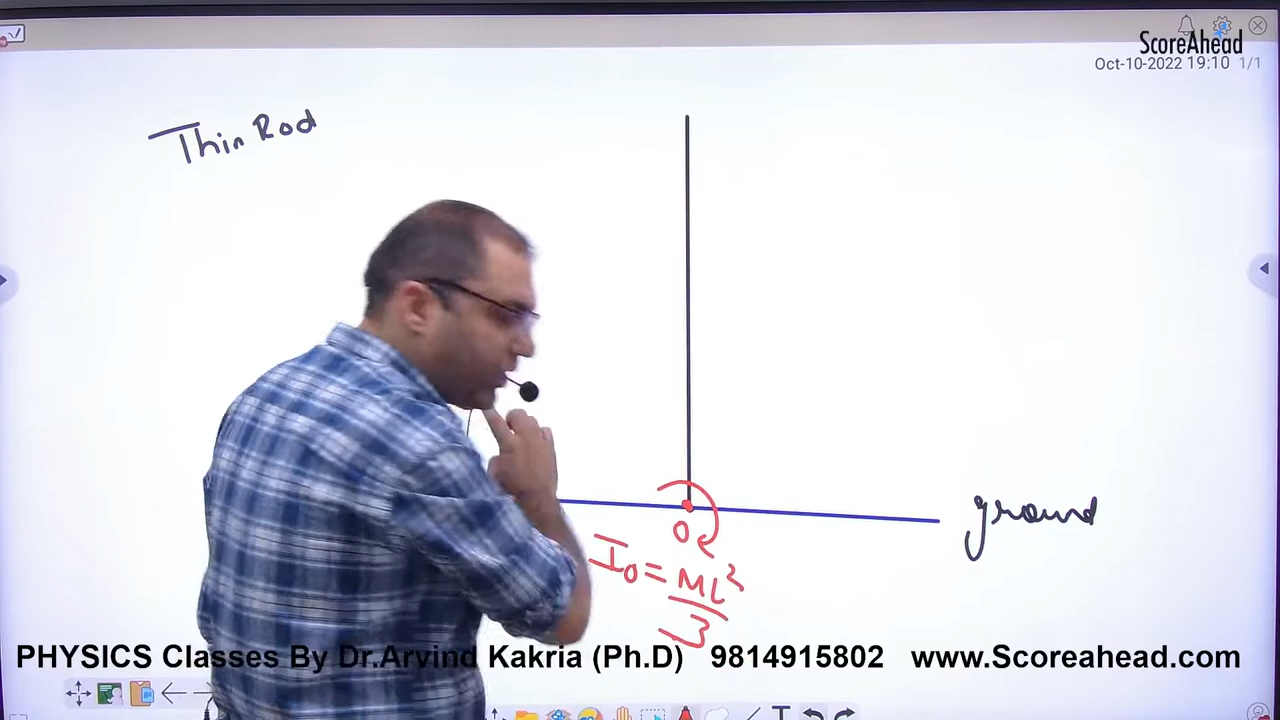 ScoreAhead
Oct-10-2022 19:10 1/1
Thin Rod
ground
O
I₀ = ML²
3
PHYSICS Classes By Dr.Arvind Kakria (Ph.D) 9814915802 www.Scoreahead.com